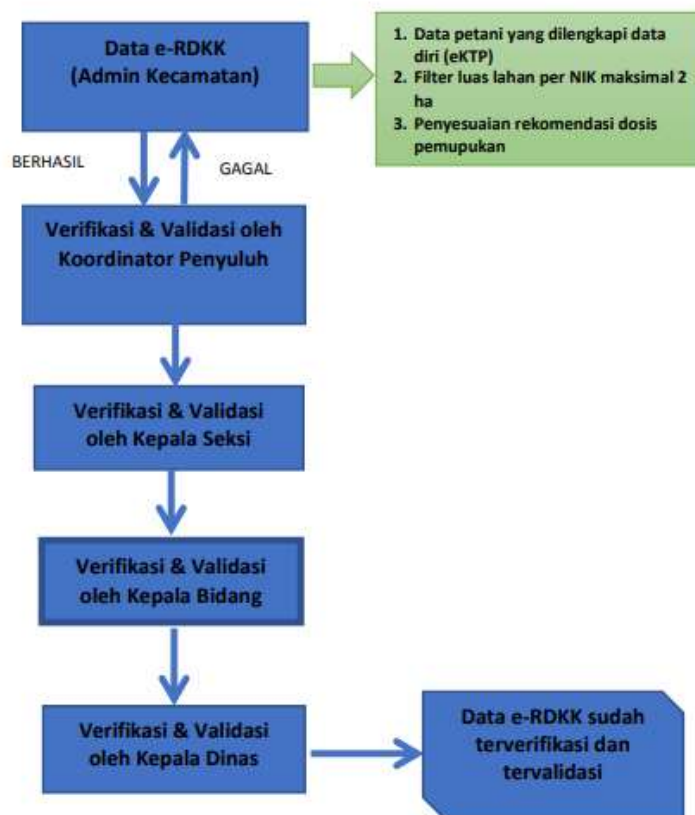 Data e-RDKK
(Admin Kecamatan)
1. Data petani yang dilengkapi data
diri (eKTP)
2. Filter luas lahan per NIK maksimal 2
ha
3. Penyesuaian rekomendasi dosis
pemupukan
BERHASIL
GAGAL
Verifikasi & Validasi oleh
Koordinator Penyuluh
Verifikasi & Validasi
oleh Kepala Seksi
Verifikasi & Validasi
oleh Kepala Bidang
Verifikasi & Validasi
oleh Kepala Dinas
Data e-RDKK sudah
terverifikasi dan
tervalidasi